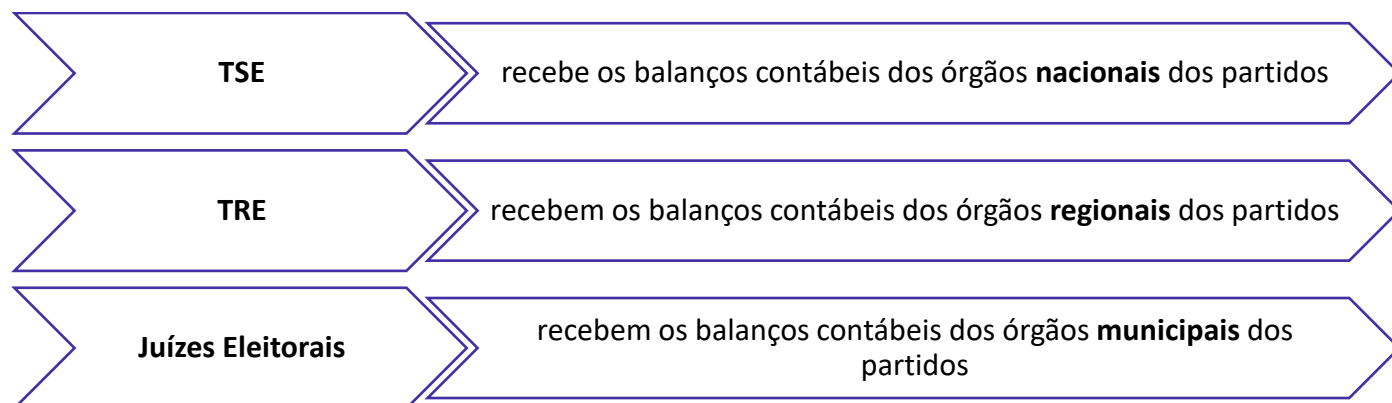 TSE
recebe os balanços contábeis dos órgãos nacionais dos partidos
TRE
recebem os balanços contábeis dos órgãos regionais dos partidos
Juízes Eleitorais
recebem os balanços contábeis dos órgãos municipais dos
partidos